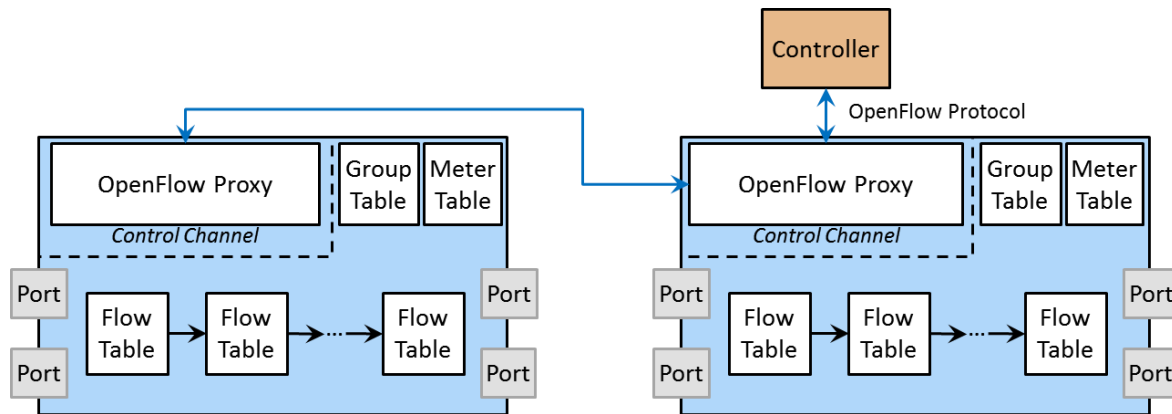 Controller
OpenFlow Protocol
OpenFlow Proxy
Control Channel
Group
Table
Meter
Table
Port
Port
Flow
Table
Flow
Table
...
Flow
Table
Port
Port
OpenFlow Proxy
Control Channel
Group
Table
Meter
Table
Port
Port
Flow
Table
Flow
Table
...
Flow
Table
Port
Port